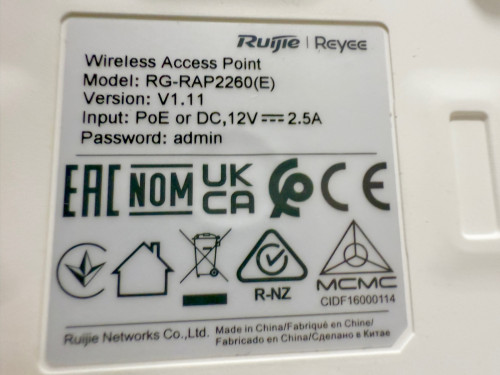 Ruijie | Reyee
Wireless Access Point
Model: RG-RAP2260(E)
Version: V1.11
Input: PoE or DC,12V⎓2.5A
Password: admin
EAC NOM UK CA CE
R-NZ
MCMC
CIDF16000114
Ruijie Networks Co.,Ltd. Made in China/Fabriqué en Chine/
Fabricado en China/Сделано в Китае